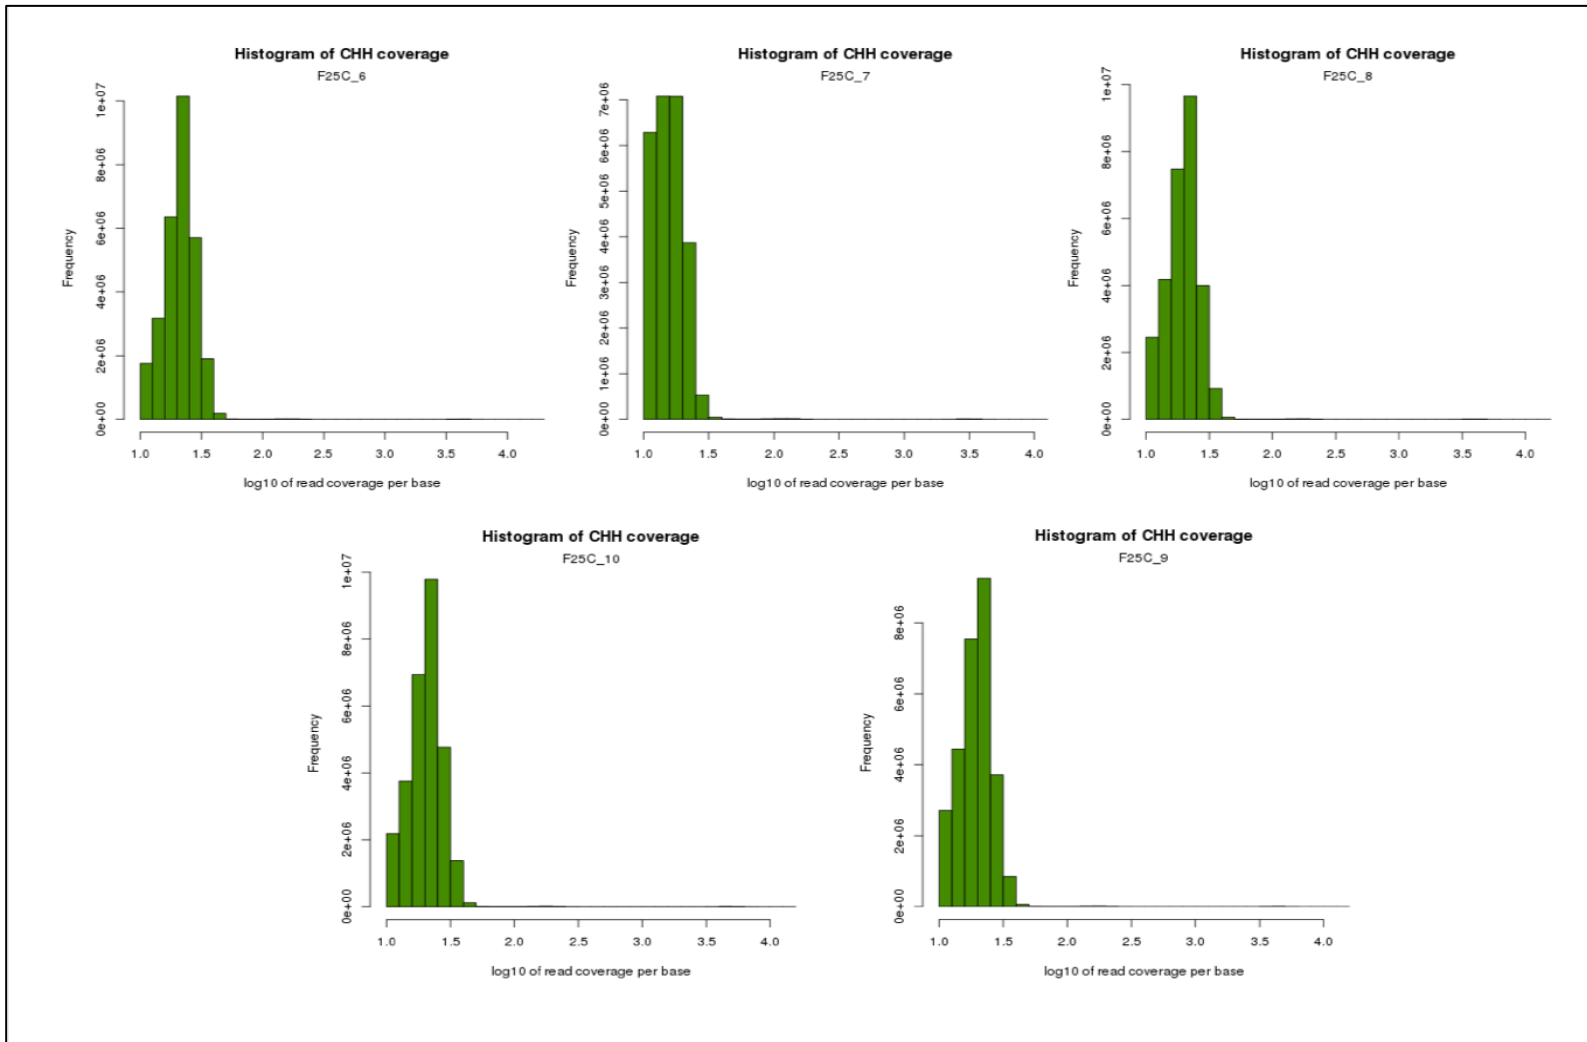 Histogram of CHH coverage
F25C_6
Frequency
0e+00 2e+06 4e+06 6e+06 8e+06 1e+07
1.0 1.5 2.0 2.5 3.0 3.5 4.0
log10 of read coverage per base
Histogram of CHH coverage
F25C_7
Frequency
0e+00 1e+06 2e+06 3e+06 4e+06 5e+06 6e+06 7e+06
1.0 1.5 2.0 2.5 3.0 3.5 4.0
log10 of read coverage per base
Histogram of CHH coverage
F25C_8
Frequency
0e+00 2e+06 4e+06 6e+06 8e+06 1e+07
1.0 1.5 2.0 2.5 3.0 3.5 4.0
log10 of read coverage per base
Histogram of CHH coverage
F25C_10
Frequency
0e+00 2e+06 4e+06 6e+06 8e+06 1e+07
1.0 1.5 2.0 2.5 3.0 3.5 4.0
log10 of read coverage per base
Histogram of CHH coverage
F25C_9
Frequency
0e+00 2e+06 4e+06 6e+06 8e+06
1.0 1.5 2.0 2.5 3.0 3.5 4.0
log10 of read coverage per base